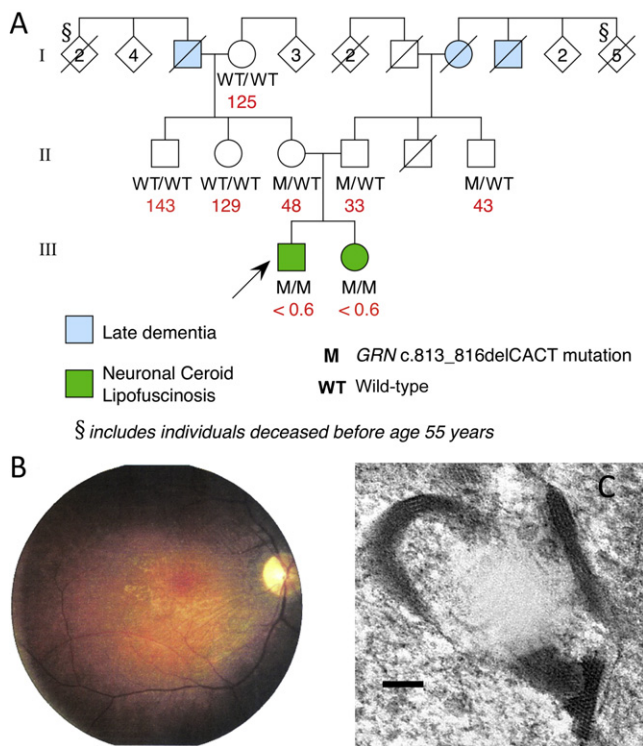 A
§
§
I
2
4
3
2
2
5
WT/WT
125
II
WT/WT
WT/WT
M/WT
M/WT
M/WT
143
129
48
33
43
III
M/M
M/M
< 0.6
< 0.6
Late dementia
M GRN c.813_816delCACT mutation
Neuronal Ceroid
Lipofuscinosis
WT Wild-type
§ includes individuals deceased before age 55 years
B
C